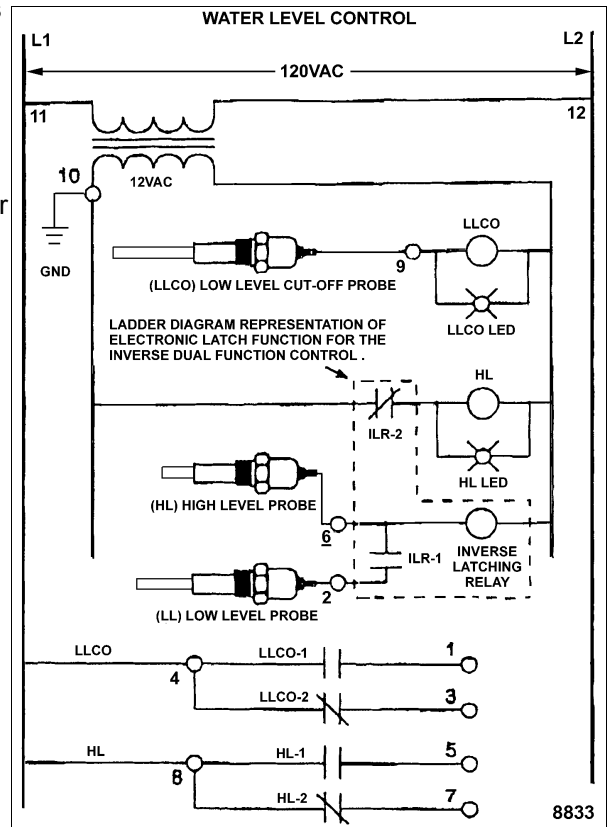 WATER LEVEL CONTROL
L1
L2
120VAC
11
12
10
12VAC
r
GND
LLCO
9
(LLCO) LOW LEVEL CUT-OFF PROBE
LLCO LED
LADDER DIAGRAM REPRESENTATION OF
ELECTRONIC LATCH FUNCTION FOR THE
INVERSE DUAL FUNCTION CONTROL .
HL
ILR-2
HL LED
(HL) HIGH LEVEL PROBE
6
ILR-1
INVERSE
LATCHING
RELAY
2
(LL) LOW LEVEL PROBE
LLCO
4
LLCO-1
1
LLCO-2
3
HL
8
HL-1
5
HL-2
7
8833